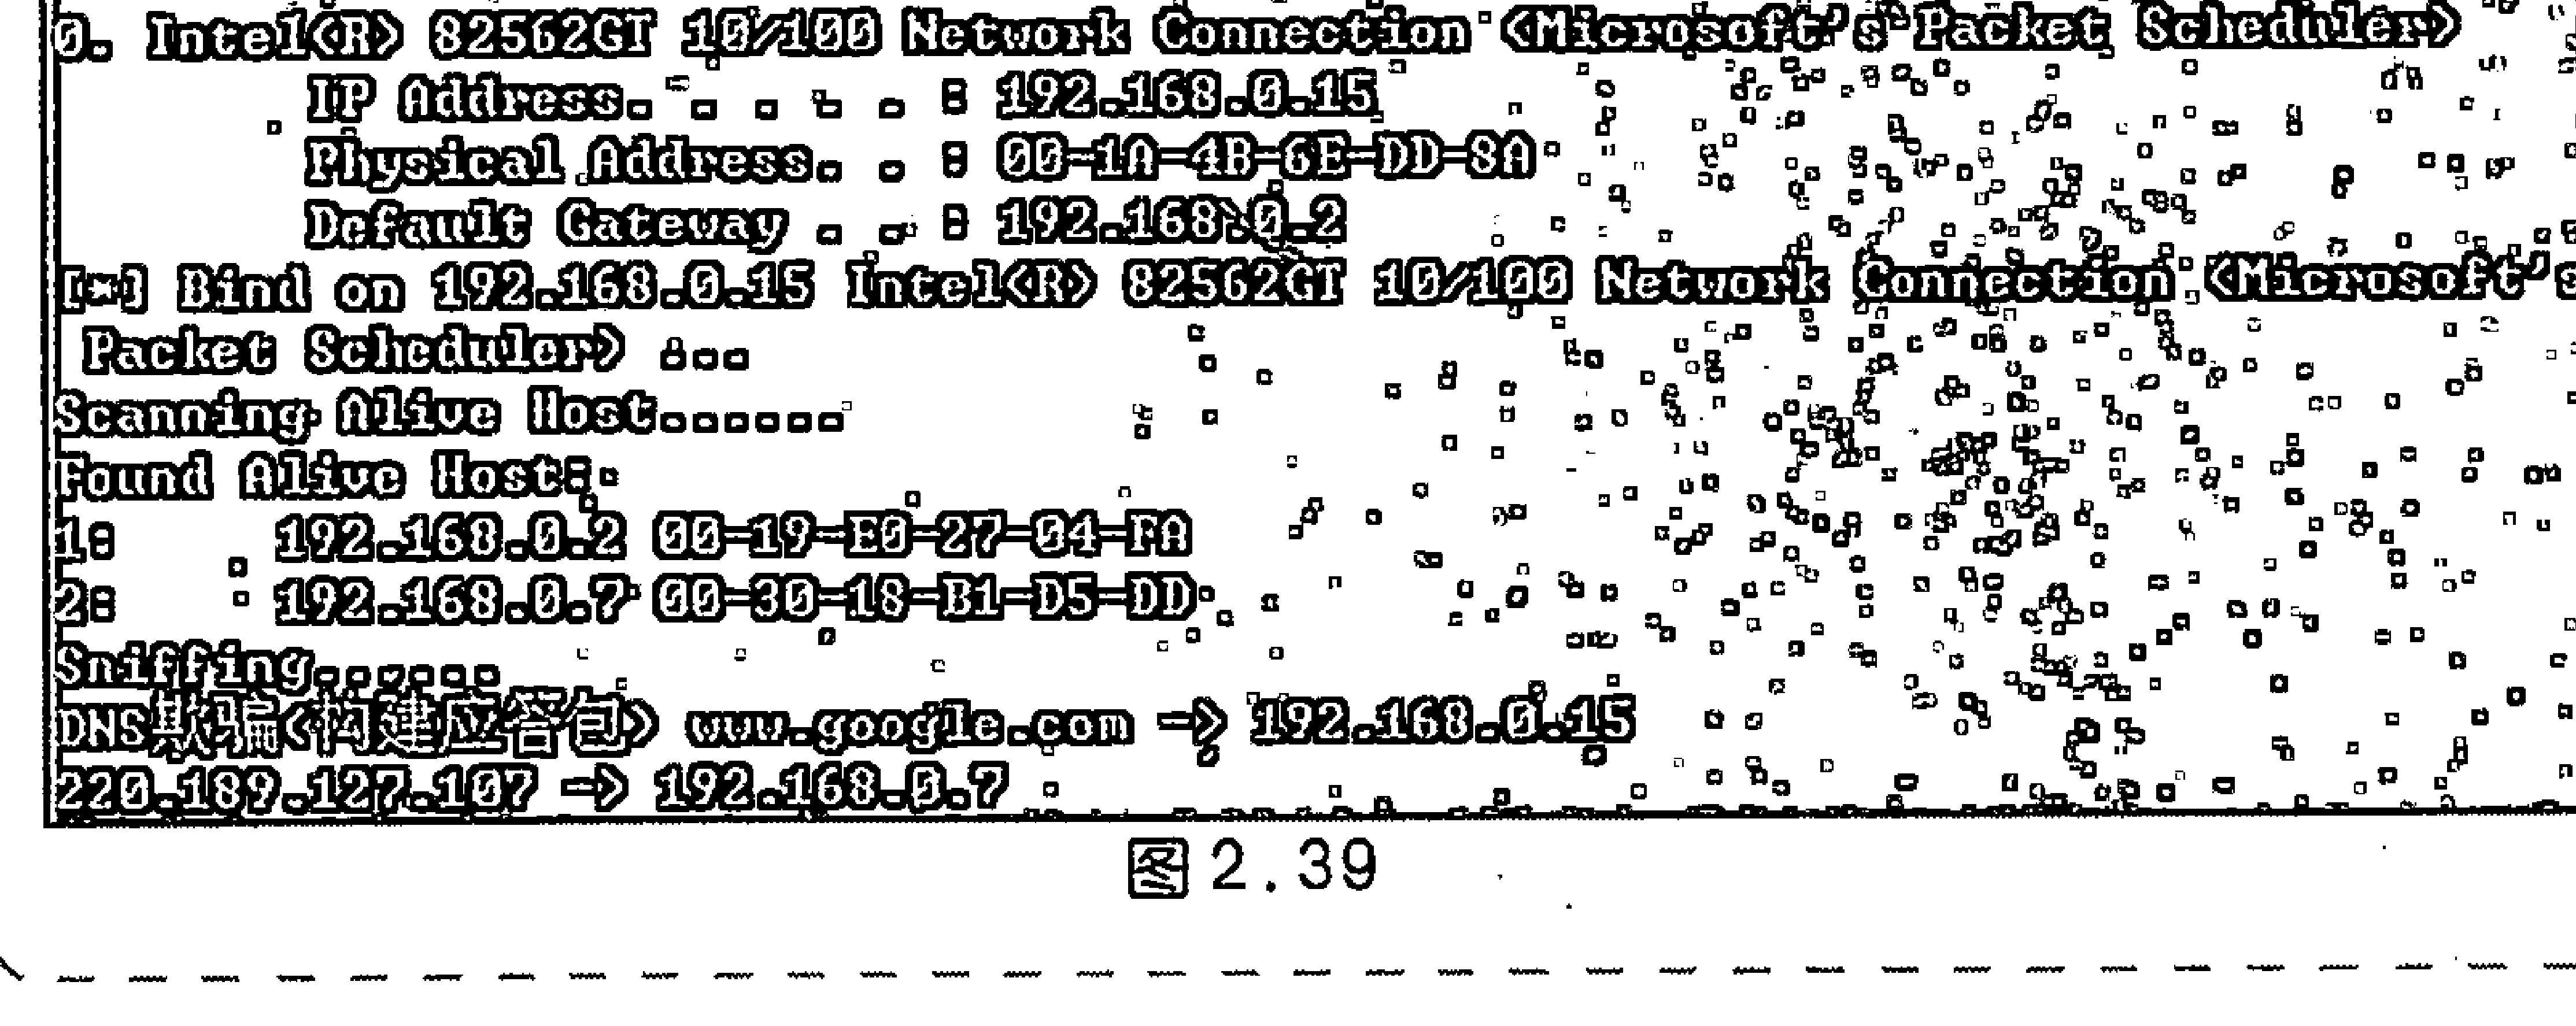 0. Intel(R) 82562GT 10/100 Network Connection (Microsoft's Packet Scheduler)
IP Address. . . . . : 192.168.0.15
Physical Address. . : 00-1A-4B-6E-DD-8A
Default Gateway . . : 192.168.0.2
[*] Bind on 192.168.0.15 Intel(R) 82562GT 10/100 Network Connection (Microsoft's
Packet Scheduler) ...
Scanning Alive Host......
Found Alive Host:
1: 192.168.0.2 00-19-E0-27-04-FA
2: 192.168.0.7 00-30-18-B1-D5-DD
Sniffing......
DNS欺骗(构建应答包) www.google.com -> 192.168.0.15
220.189.127.107 -> 192.168.0.7
图2.39